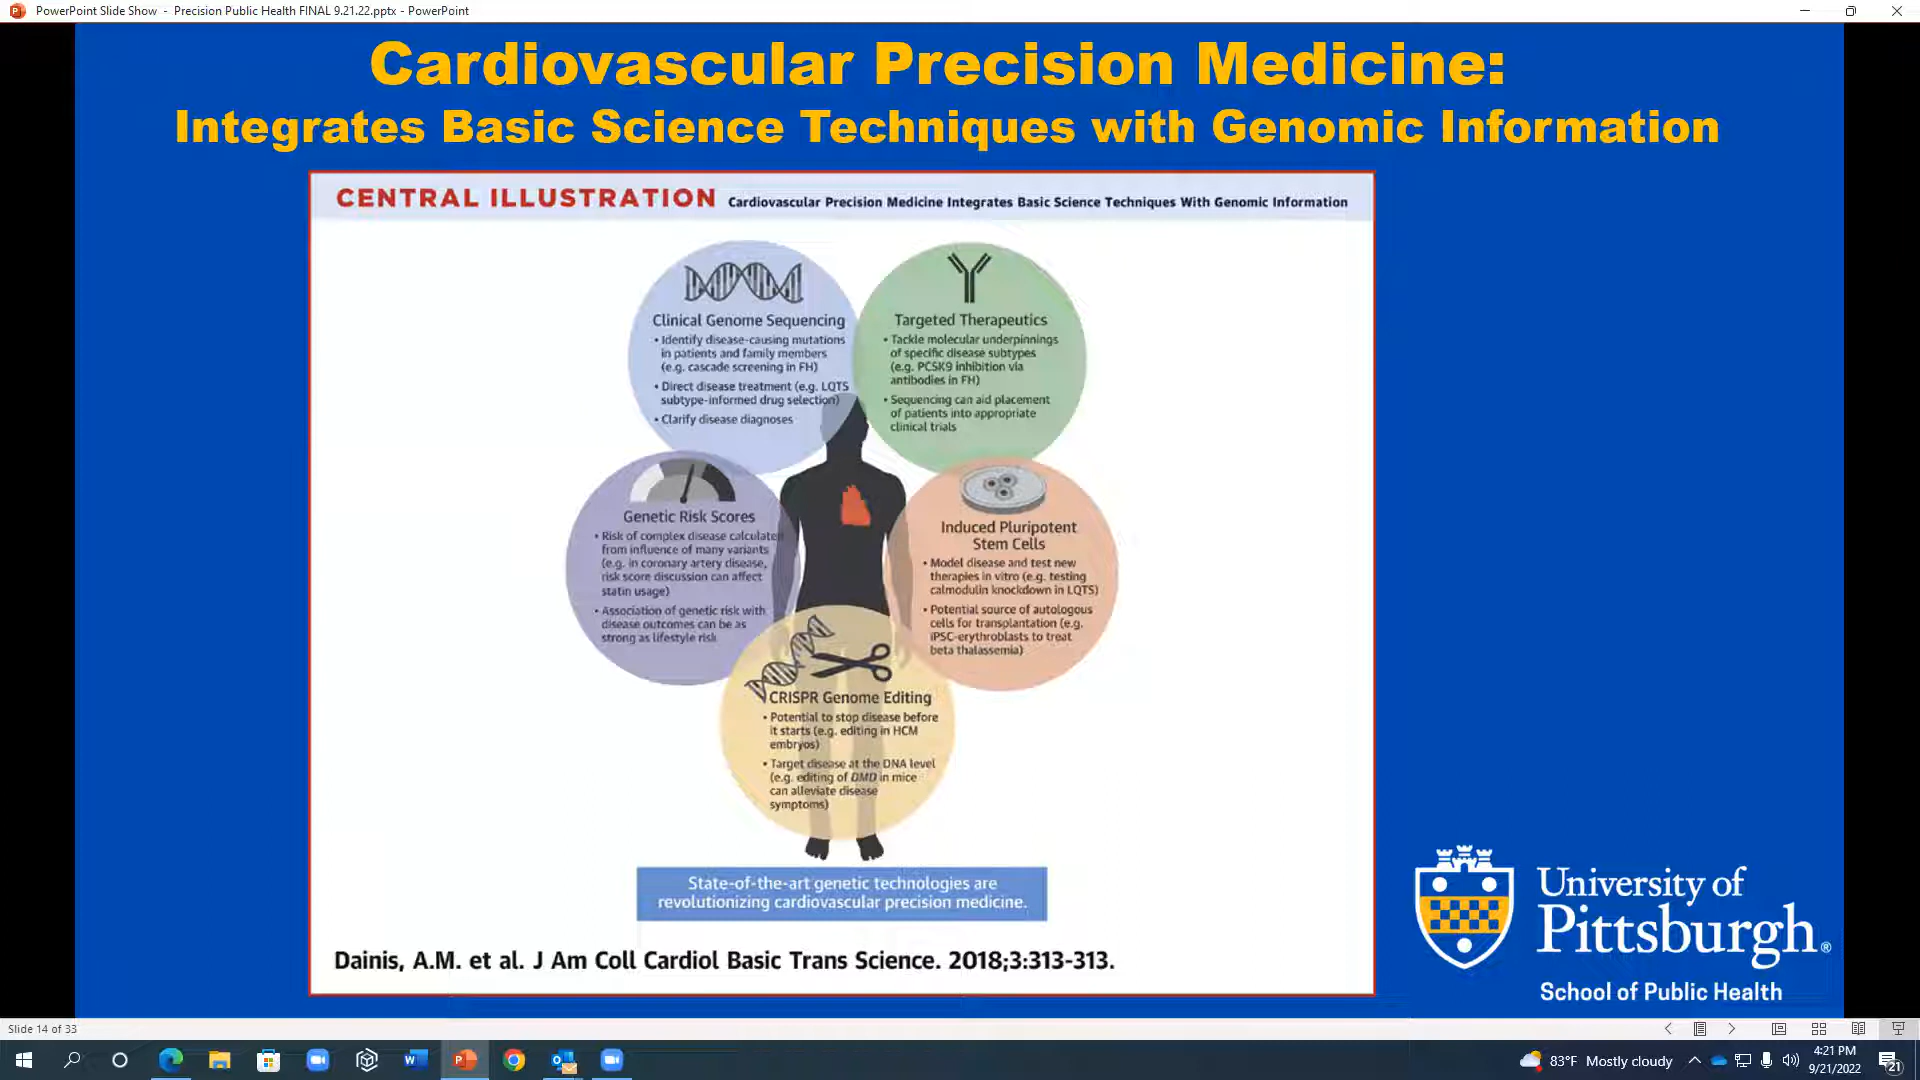 PowerPoint Slide Show - Precision Public Health FINAL 9.21.22.pptx - PowerPoint
Cardiovascular Precision Medicine:
Integrates Basic Science Techniques with Genomic Information
CENTRAL ILLUSTRATION Cardiovascular Precision Medicine Integrates Basic Science Techniques With Genomic Information
Clinical Genome Sequencing
• Identify disease-causing mutations
in patients and family members
(e.g. cascade screening in FH)
• Direct disease treatment (e.g. LQTS
subtype-informed drug selection)
• Clarify disease diagnoses
Targeted Therapeutics
• Tackle molecular underpinnings
of specific disease subtypes
(e.g. PCSK9 inhibition via
antibodies in FH)
• Sequencing can aid placement
of patients into appropriate
clinical trials
Genetic Risk Scores
• Risk of complex disease calculated
from influence of many variants
(e.g. in coronary artery disease,
risk score discussion can affect
statin usage)
• Association of genetic risk with
disease outcomes can be as
strong as lifestyle risk
Induced Pluripotent
Stem Cells
• Model disease and test new
therapies in vitro (e.g. testing
calmodulin knockdown in LQTS)
• Potential source of autologous
cells for transplantation (e.g.
iPSC-erythroblasts to treat
beta thalassemia)
CRISPR Genome Editing
• Potential to stop disease before
it starts (e.g. editing in HCM
embryos)
• Target disease at the DNA level
(e.g. editing of DMD in mice
can alleviate disease
symptoms)
State-of-the-art genetic technologies are
revolutionizing cardiovascular precision medicine.
Dainis, A.M. et al. J Am Coll Cardiol Basic Trans Science. 2018;3:313-313.
University of
Pittsburgh®
School of Public Health
Slide 14 of 33
83°F Mostly cloudy
4:21 PM
9/21/2022
21